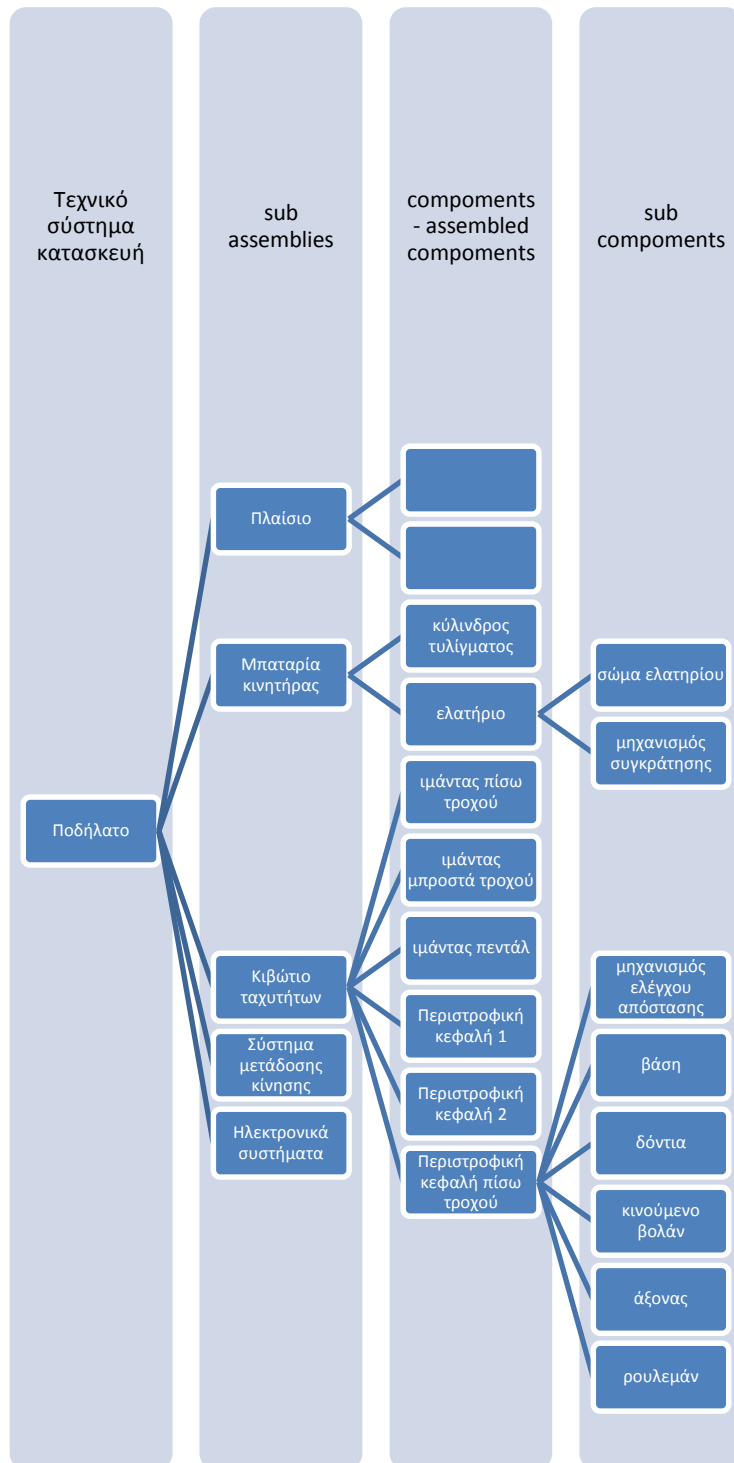 Τεχνικό
σύστημα
κατασκευή
sub
assemblies
compoments
- assembled
compoments
sub
compoments
Ποδήλατο
Πλαίσιο
Μπαταρία
κινητήρας
κύλινδρος
τυλίγματος
ελατήριο
σώμα ελατηρίου
μηχανισμός
συγκράτησης
Κιβώτιο
ταχυτήτων
ιμάντας πίσω
τροχού
ιμάντας
μπροστά τροχού
ιμάντας πεντάλ
Περιστροφική
κεφαλή 1
Περιστροφική
κεφαλή 2
Περιστροφική
κεφαλή πίσω
τροχού
μηχανισμός
ελέγχου
απόστασης
βάση
δόντια
κινούμενο
βολάν
άξονας
ρουλεμάν
Σύστημα
μετάδοσης
κίνησης
Ηλεκτρονικά
συστήματα